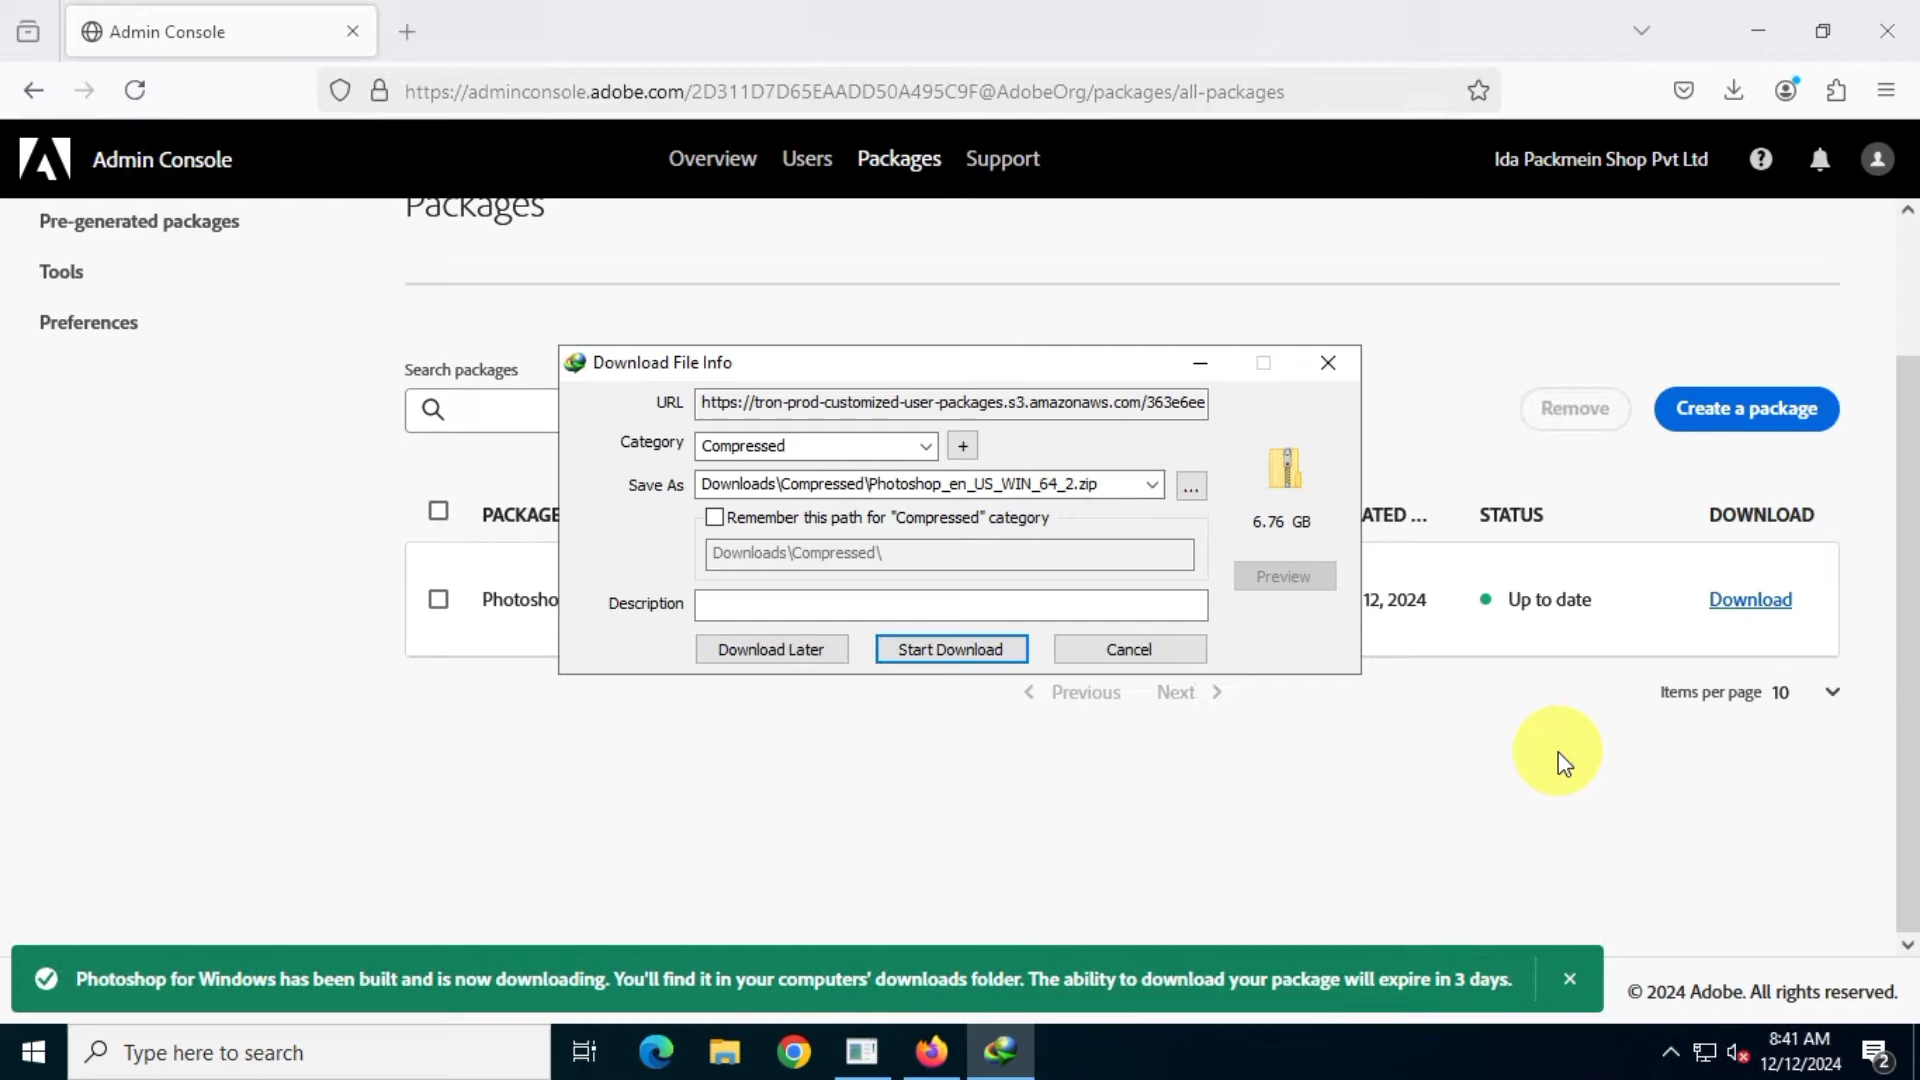 Admin Console
https://adminconsole.adobe.com/2D311D7D65EAADD50A495C9F@AdobeOrg/packages/all-packages
Admin Console
Overview
Users
Packages
Support
Ida Packmein Shop Pvt Ltd
Packages
Pre-generated packages
Tools
Preferences
Search packages
Remove
Create a package
Download File Info
URL
https://tron-prod-customized-user-packages.s3.amazonaws.com/363e6ee
Category
Compressed
+
Save As
Downloads\Compressed\Photoshop_en_US_WIN_64_2.zip
...
Remember this path for "Compressed" category
6.76 GB
Downloads\Compressed\
Preview
Description
Download Later
Start Download
Cancel
PACKAGE
ATED ...
STATUS
DOWNLOAD
Photosho
12, 2024
Up to date
Download
Previous
Next
Items per page 10
Photoshop for Windows has been built and is now downloading. You'll find it in your computers' downloads folder. The ability to download your package will expire in 3 days.
© 2024 Adobe. All rights reserved.
Type here to search
8:41 AM
12/12/2024
2